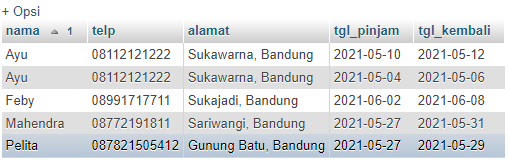 + Opsi
nama 1 telp alamat tgl_pinjam tgl_kembali
Ayu 08112121222 Sukawarna, Bandung 2021-05-10 2021-05-12
Ayu 08112121222 Sukawarna, Bandung 2021-05-04 2021-05-06
Feby 08991717711 Sukajadi, Bandung 2021-06-02 2021-06-08
Mahendra 08772191811 Sariwangi, Bandung 2021-05-27 2021-05-31
Pelita 087821505412 Gunung Batu, Bandung 2021-05-27 2021-05-29